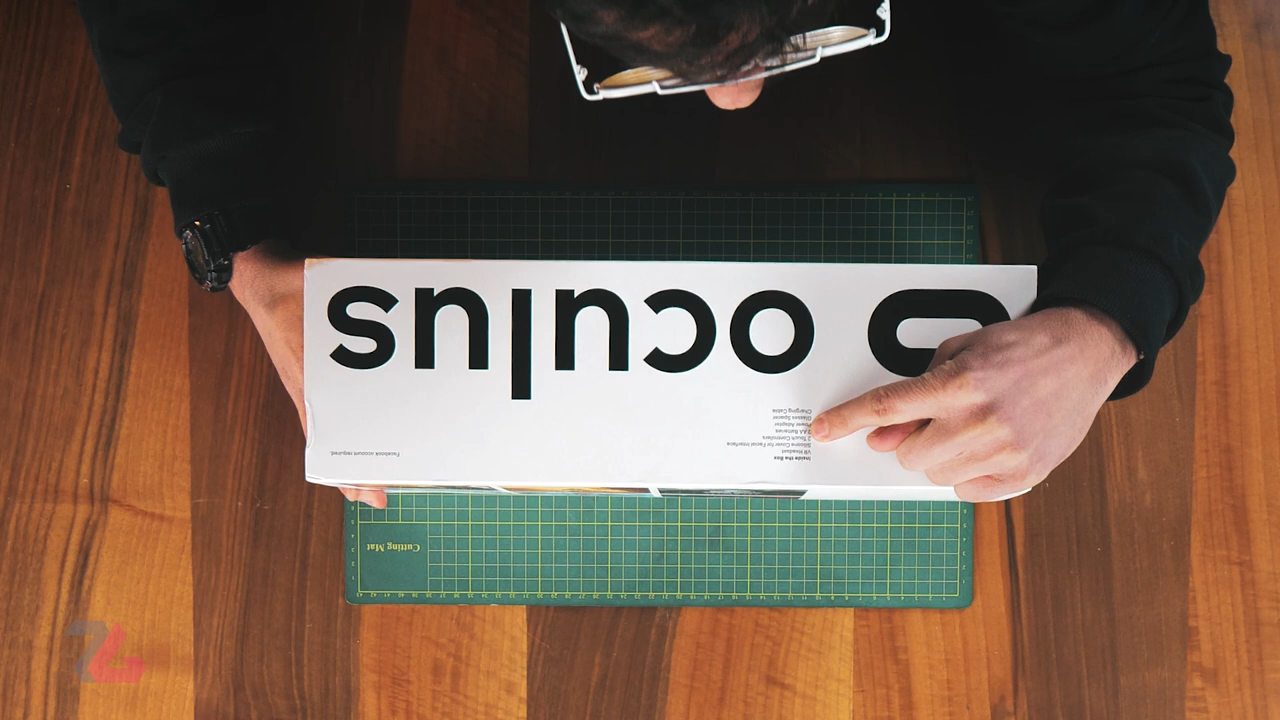 oculus
Inside the Box
VR Headset
Silicone Cover for Facial Interface
2 Touch Controllers
2 AA Batteries
Power Adapter
Glasses Spacer
Charging Cable
Facebook account required.
Cutting Mat